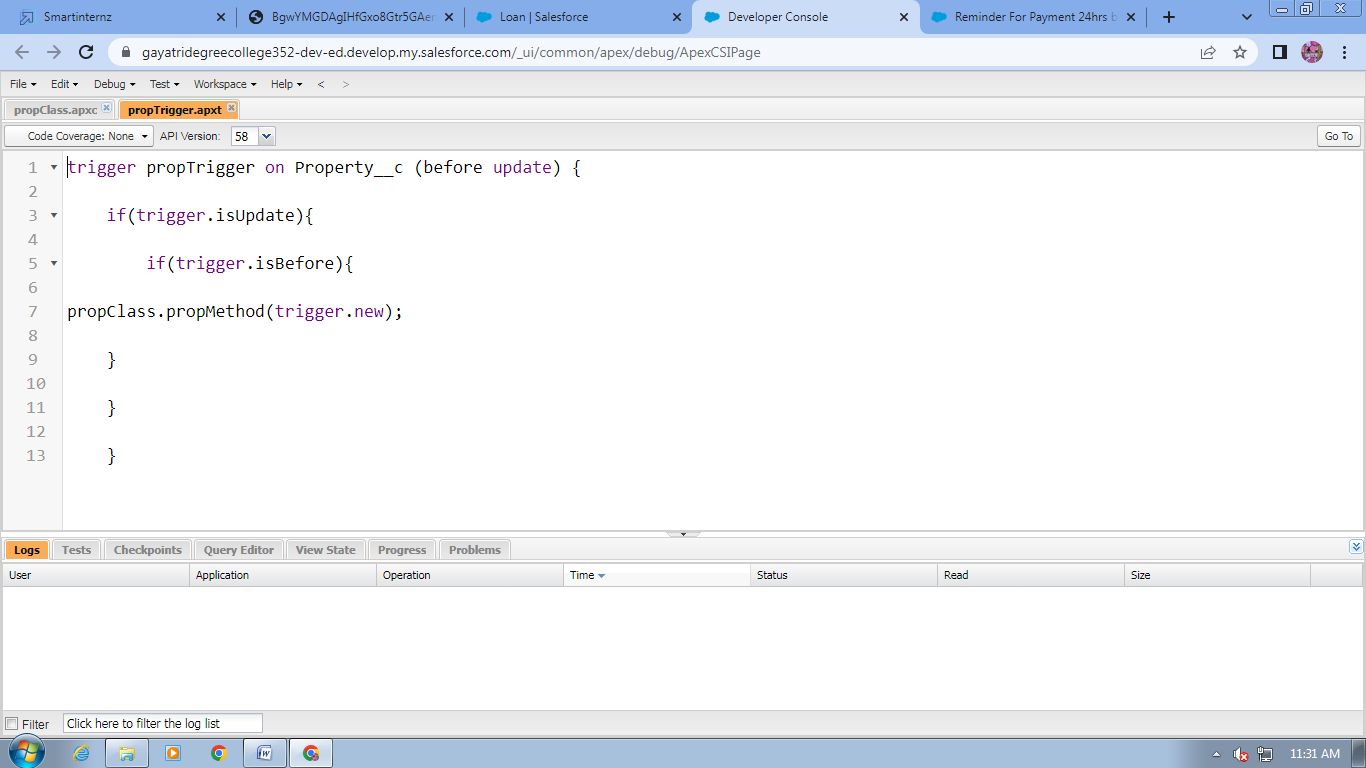 Smartinternz
BgwYMGDAgIHfGxo8Gtr5GAer
Loan | Salesforce
Developer Console
Reminder For Payment 24hrs b
gayatridegreecollege352-dev-ed.develop.my.salesforce.com/_ui/common/apex/debug/ApexCSIPage
File Edit Debug Test Workspace Help < >
propClass.apxc propTrigger.apxt
Code Coverage: None API Version: 58 Go To
1 trigger propTrigger on Property__c (before update) {
2
3 if(trigger.isUpdate){
4
5 if(trigger.isBefore){
6
7 propClass.propMethod(trigger.new);
8
9 }
10
11 }
12
13 }
Logs Tests Checkpoints Query Editor View State Progress Problems
User Application Operation Time Status Read Size
Filter Click here to filter the log list
11:31 AM